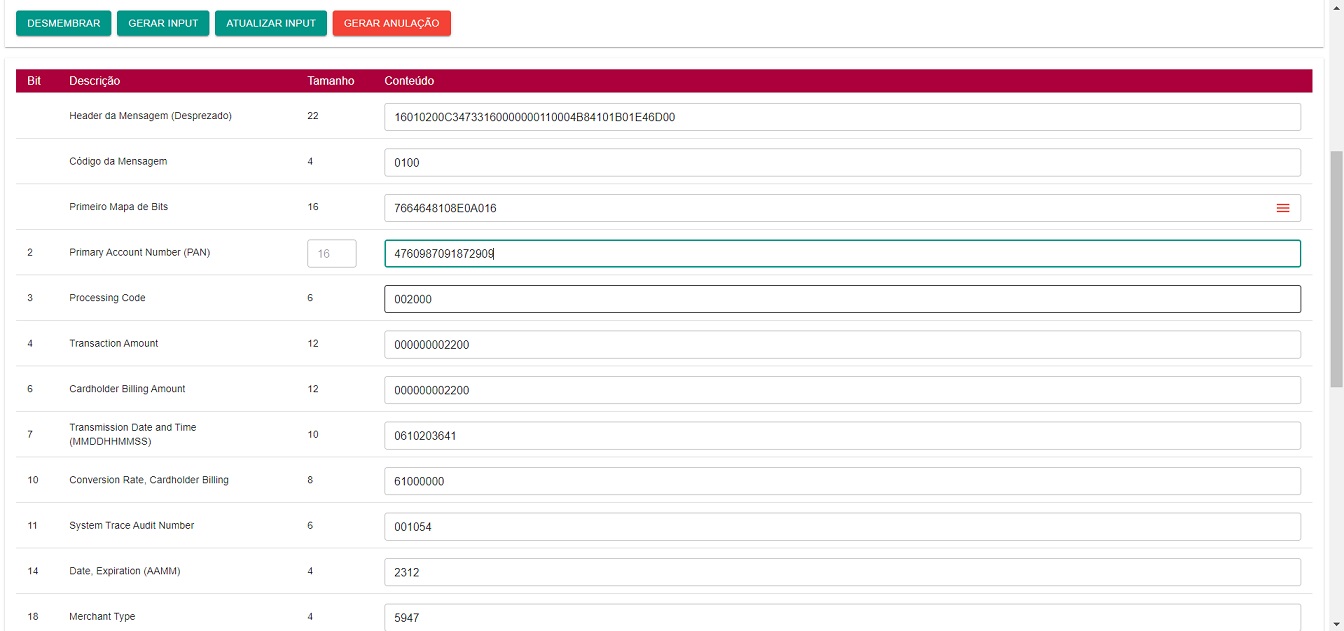 DESMEMBRAR GERAR INPUT ATUALIZAR INPUT GERAR ANULAÇÃO
Bit Descrição Tamanho Conteúdo
Header da Mensagem (Desprezado) 22 16010200C34733160000000110004B84101B01E46D00
Código da Mensagem 4 0100
Primeiro Mapa de Bits 16 7664648108E0A016
2 Primary Account Number (PAN) 16 4760987091872909
3 Processing Code 6 002000
4 Transaction Amount 12 000000002200
6 Cardholder Billing Amount 12 000000002200
7 Transmission Date and Time (MMDDHHMMSS) 10 0610203641
10 Conversion Rate, Cardholder Billing 8 61000000
11 System Trace Audit Number 6 001054
14 Date, Expiration (AAMM) 4 2312
18 Merchant Type 4 5947